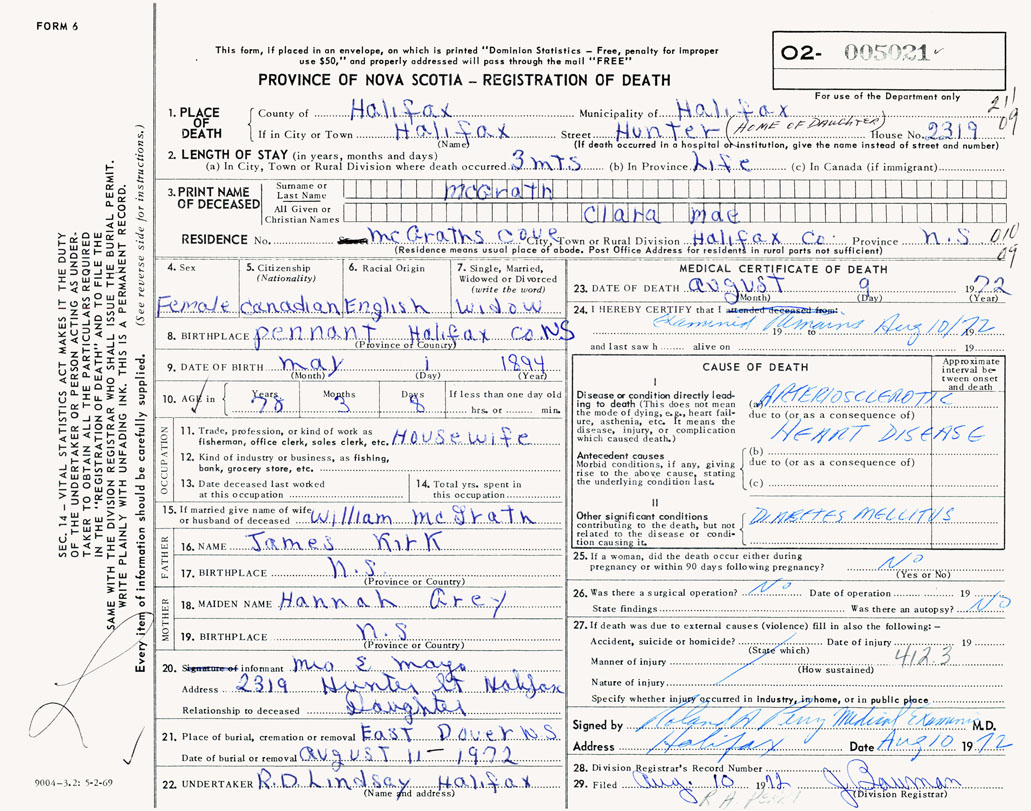 FORM 6
This form, if placed in an envelope, on which is printed "Dominion Statistics – Free, penalty for improper
use $50," and properly addressed will pass through the mail "FREE"
PROVINCE OF NOVA SCOTIA – REGISTRATION OF DEATH
O2- 005021
For use of the Department only
211
09
1. PLACE OF DEATH
County of Halifax Municipality of Halifax
If in City or Town Halifax Street Hunter (HOME OF DAUGHTER) House No. 2319
(Name) (If death occurred in a hospital or institution, give the name instead of street and number)
2. LENGTH OF STAY (in years, months and days)
(a) In City, Town or Rural Division where death occurred 3 mts (b) In Province Life (c) In Canada (if immigrant)
3. PRINT NAME OF DECEASED
Surname or Last Name McGrath
All Given or Christian Names Clara mae
RESIDENCE No. McGraths Cove City, Town or Rural Division Halifax Co. Province N.S
010
09
(Residence means usual place of abode. Post Office Address for residents in rural parts not sufficient)
4. Sex 5. Citizenship (Nationality) 6. Racial Origin 7. Single, Married, Widowed or Divorced (write the word)
Female Canadian English Widow
8. BIRTHPLACE Pennant Halifax Co. NS
(Province or Country)
9. DATE OF BIRTH may 1 1894
(Month) (Day) (Year)
10. AGE in Years Months Days If less than one day old
78 3 8 hrs. or min.
OCCUPATION
11. Trade, profession, or kind of work as
fisherman, office clerk, sales clerk, etc. Housewife
12. Kind of industry or business, as fishing,
bank, grocery store, etc.
13. Date deceased last worked
at this occupation
14. Total yrs. spent in
this occupation
15. If married give name of wife
or husband of deceased William McGrath
FATHER
16. NAME James Kirk
17. BIRTHPLACE N.S.
(Province or Country)
MOTHER
18. MAIDEN NAME Hannah Grey
19. BIRTHPLACE N.S
(Province or Country)
20. Signature of informant E mayo
Address 2319 Hunter St Halifax
Relationship to deceased Daughter
21. Place of burial, cremation or removal East Dover N.S.
Date of burial or removal August 11 – 1972
22. UNDERTAKER R.D. Lindsay Halifax
(Name and address)
MEDICAL CERTIFICATE OF DEATH
23. DATE OF DEATH August 9 1972
(Month) (Day) (Year)
24. I HEREBY CERTIFY that I attended deceased from:
Examined Remains Aug 10/72
19 to 19
and last saw h alive on 19
CAUSE OF DEATH
Approximate interval between onset and death
I
Disease or condition directly lead-
ing to death (This does not mean
the mode of dying, e.g., heart fail-
ure, asthenia, etc. It means the
disease, injury, or complication
which caused death.)
(a) ARTERIOSCLEROTIC
due to (or as a consequence of)
HEART DISEASE
Antecedent causes
Morbid conditions, if any, giving
rise to the above cause, stating
the underlying condition last.
(b)
due to (or as a consequence of)
(c)
II
Other significant conditions
contributing to the death, but not
related to the disease or condi-
tion causing it.
DIABETES MELLITUS
25. If a woman, did the death occur either during
pregnancy or within 90 days following pregnancy? No
(Yes or No)
26. Was there a surgical operation? No Date of operation 19
State findings Was there an autopsy? No
27. If death was due to external causes (violence) fill in also the following:–
Accident, suicide or homicide? Date of injury 19
(State which)
412.3
Manner of injury
(How sustained)
Nature of injury
Specify whether injury occurred in industry, in home, or in public place
Signed by Roland A Perry Medical Examiner M.D.
Address Halifax Date Aug 10 1972
28. Division Registrar's Record Number
29. Filed Aug. 10 1972 J. Bauman
(Division Registrar)
SEC. 14 – VITAL STATISTICS ACT MAKES IT THE DUTY
OF THE UNDERTAKER OR PERSON ACTING AS UNDER-
TAKER TO OBTAIN ALL THE PARTICULARS REQUIRED
IN THE "REGISTRATION OF DEATH" AND TO FILE THE
SAME WITH THE DIVISION REGISTRAR WHO SHALL ISSUE THE BURIAL PERMIT.
WRITE PLAINLY WITH UNFADING INK. THIS IS A PERMANENT RECORD.
Every item of information should be carefully supplied. (See reverse side for instructions.)
9004-3.2: 5-2-69